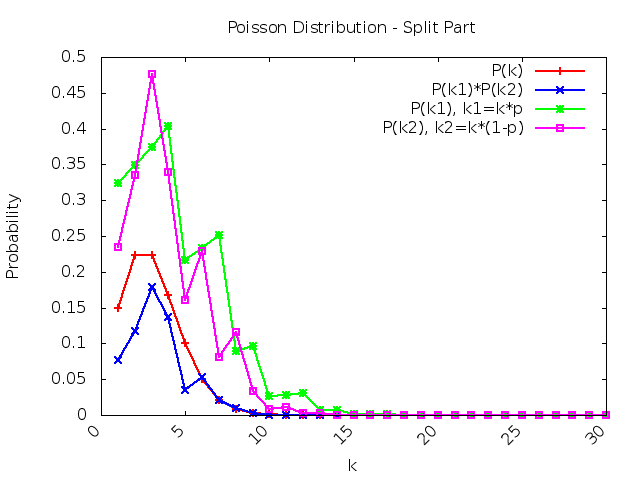 Poisson Distribution - Split Part
P(k)
P(k1)*P(k2)
P(k1), k1=k*p
P(k2), k2=k*(1-p)
0.5
0.45
0.4
0.35
0.3
0.25
0.2
0.15
0.1
0.05
0
Probability
0
5
10
15
20
25
30
k